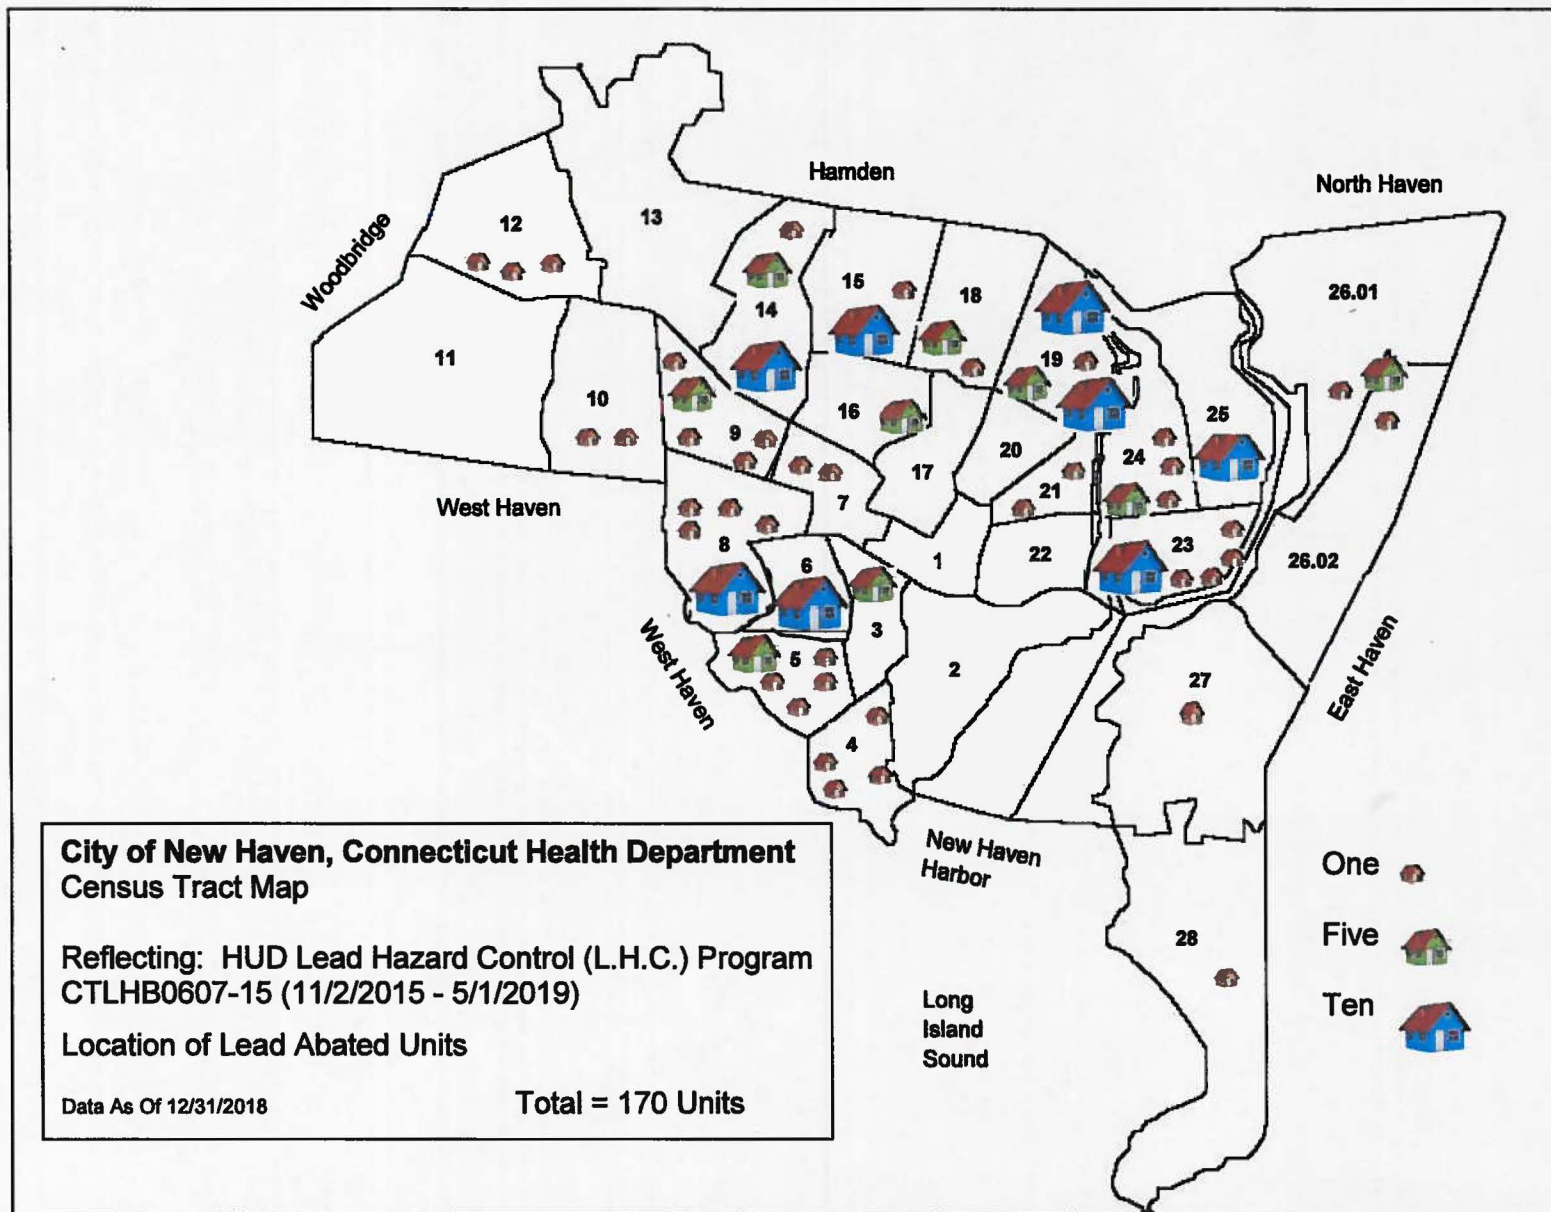 Hamden
North Haven
Woodbridge
12
13
14
15
18
19
26.01
11
10
9
16
17
20
21
24
25
West Haven
7
8
6
1
22
23
26.02
West Haven
5
3
2
27
East Haven
4
New Haven
Harbor
28
Long
Island
Sound
One
Five
Ten
City of New Haven, Connecticut Health Department
Census Tract Map
Reflecting: HUD Lead Hazard Control (L.H.C.) Program
CTLHB0607-15 (11/2/2015 - 5/1/2019)
Location of Lead Abated Units
Data As Of 12/31/2018
Total = 170 Units